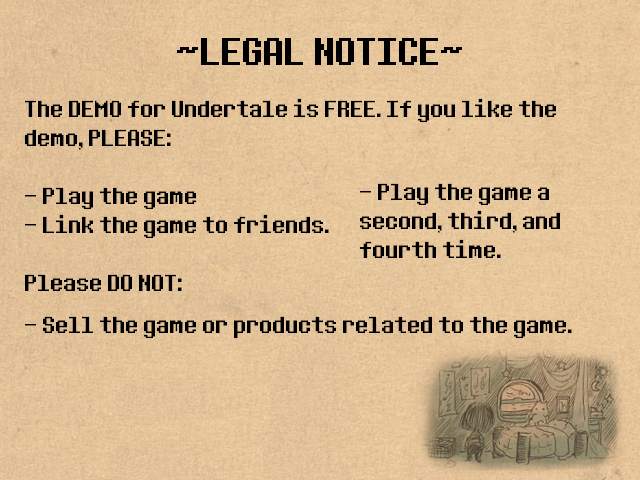 ~LEGAL NOTICE~
The DEMO for Undertale is FREE. If you like the
demo, PLEASE:
- Play the game
- Link the game to friends.
- Play the game a
second, third, and
fourth time.
Please DO NOT:
- Sell the game or products related to the game.